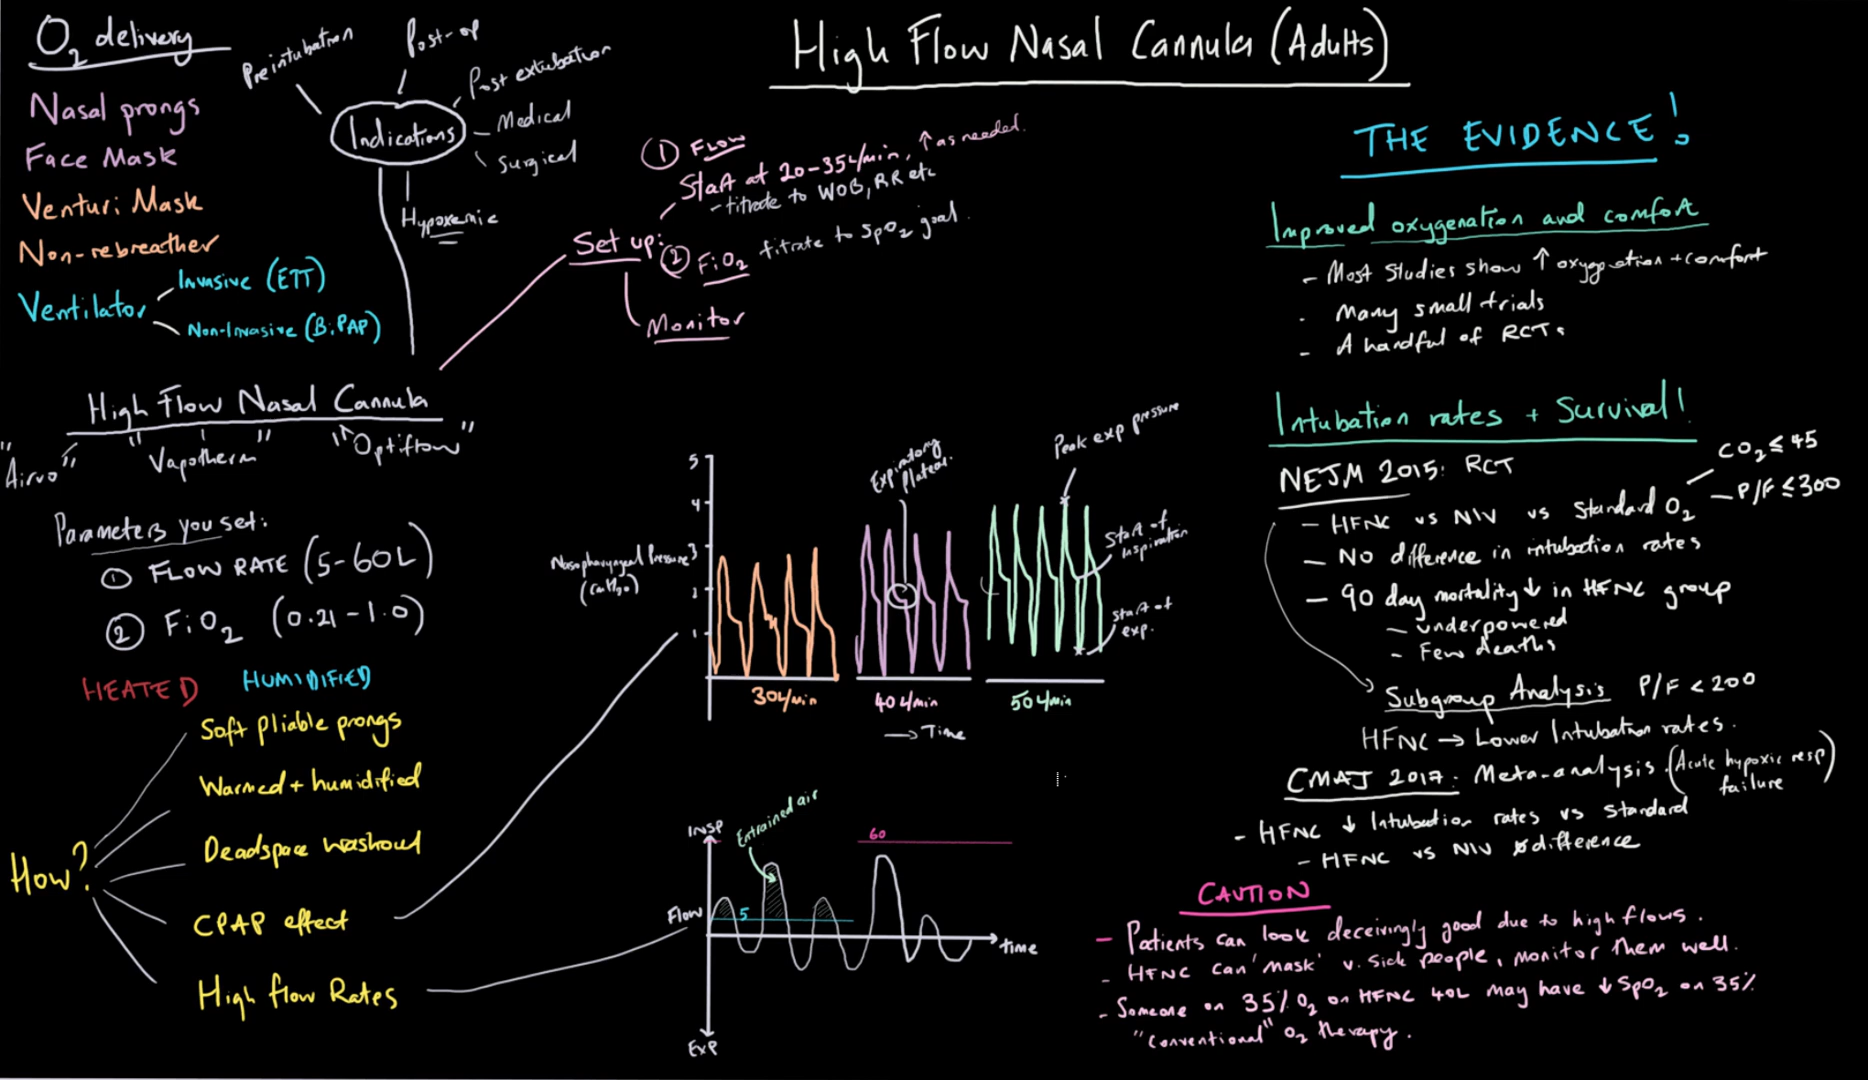 High Flow Nasal Cannula (Adults)
O2 delivery
Nasal prongs
Face Mask
Venturi Mask
Non-rebreather
Ventilator
Invasive (ETT)
Non-Invasive (BiPAP)
Preintubation
Post-op
Post extubation
Indications
Medical
Surgical
Hypoxemic
Set up:
① Flow
Start at 20-35L/min, ↑ as needed.
- titrate to WOB, RR etc
② FiO2 titrate to SpO2 goal.
Monitor
High Flow Nasal Cannula
"Airvo"
"Vapotherm"
"Optiflow"
Parameters you set:
① FLOW RATE (5-60L)
② FiO2 (0.21-1.0)
HEATED HUMIDIFIED
How?
Soft pliable prongs
Warmed + humidified
Deadspace washout
CPAP effect
High flow Rates
Nasopharyngeal Pressure
(cmH2O)
5
4
3
2
1
Expiratory
plateau.
Peak exp pressure
Start of
inspiration
Start of
exp.
30L/min
40L/min
50L/min
→ Time
INSP
Entrained air
60
Flow
5
time
Exp
THE EVIDENCE!
Improved oxygenation and comfort
- Most studies show ↑ oxygenation + comfort
- Many small trials
- A handful of RCTs
Intubation rates + Survival!
NEJM 2015: RCT
CO2 ≤ 45
- HFNC vs NIV vs Standard O2
- P/F ≤ 300
- No difference in intubation rates
- 90 day mortality ↓ in HFNC group
- underpowered
- Few deaths
Subgroup Analysis P/F < 200
HFNC → Lower Intubation rates.
CMAJ 2017: Meta-analysis. (Acute hypoxic resp
failure)
- HFNC ↓ Intubation rates vs standard
- HFNC vs NIV ø difference
CAUTION
- Patients can look deceivingly good due to high flows.
- HFNC can 'mask' v. sick people, monitor them well.
- Someone on 35% O2 on HFNC 40L may have ↓ SpO2 on 35%
"conventional" O2 therapy.